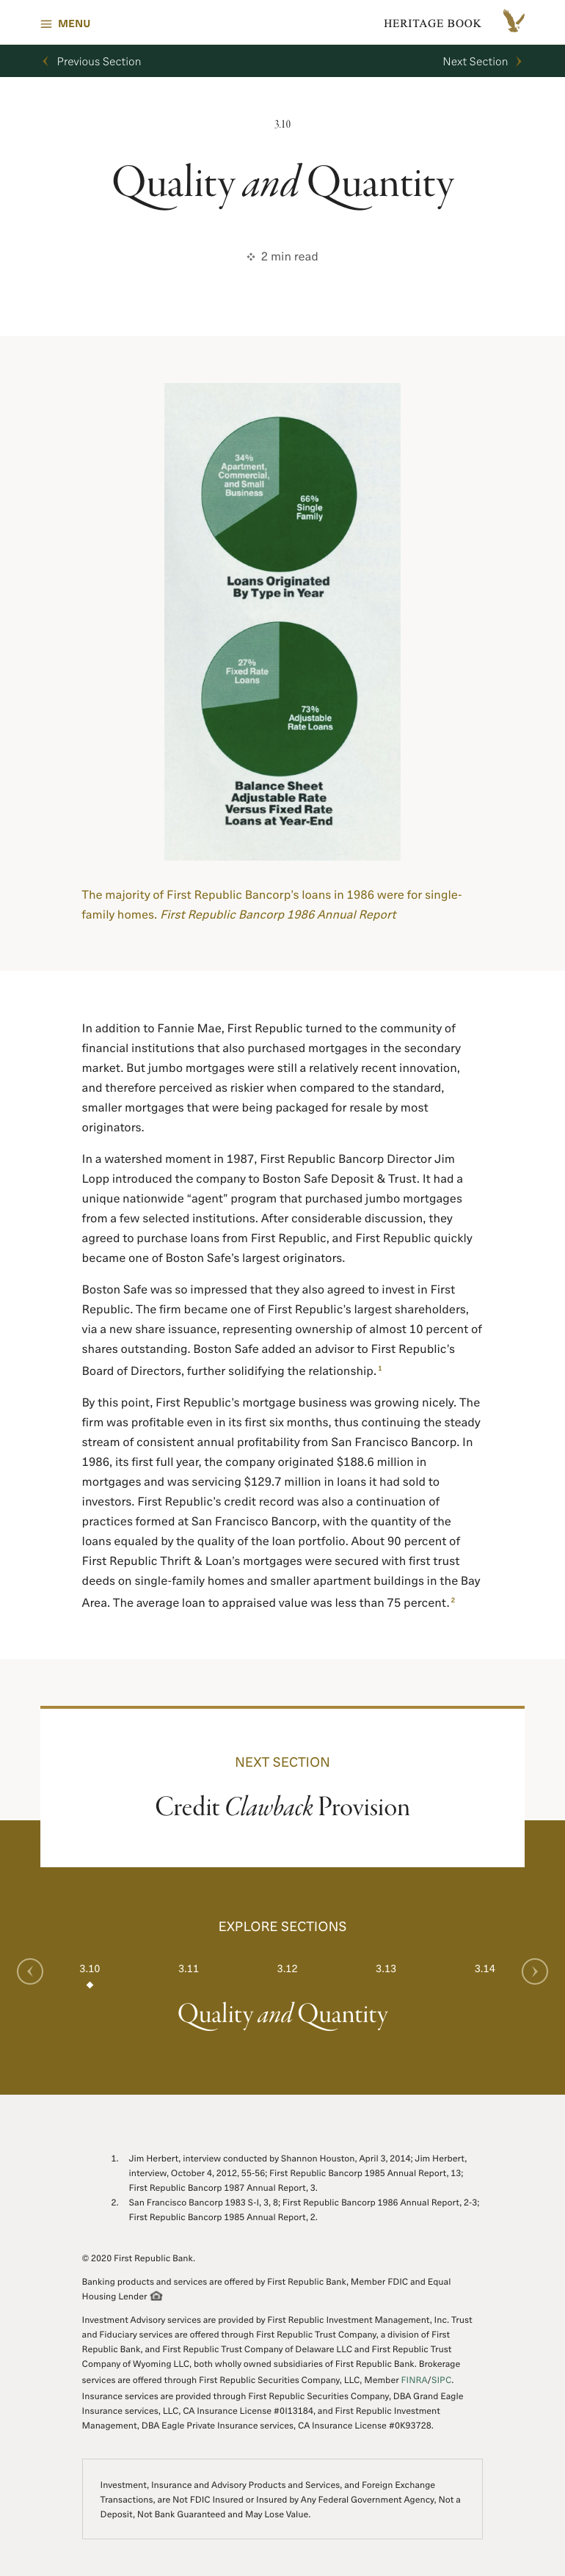 MENU
HERITAGE BOOK
Previous Section
Next Section
3.10
Quality and Quantity
2 min read
34%
Apartment,
Commercial,
and Small
Business
66%
Single
Family
Loans Originated
By Type in Year
27%
Fixed Rate
Loans
73%
Adjustable
Rate Loans
Balance Sheet
Adjustable Rate
Versus Fixed Rate
Loans at Year-End
The majority of First Republic Bancorp's loans in 1986 were for single-
family homes. First Republic Bancorp 1986 Annual Report
In addition to Fannie Mae, First Republic turned to the community of
financial institutions that also purchased mortgages in the secondary
market. But jumbo mortgages were still a relatively recent innovation,
and therefore perceived as riskier when compared to the standard,
smaller mortgages that were being packaged for resale by most
originators.
In a watershed moment in 1987, First Republic Bancorp Director Jim
Lopp introduced the company to Boston Safe Deposit & Trust. It had a
unique nationwide “agent” program that purchased jumbo mortgages
from a few selected institutions. After considerable discussion, they
agreed to purchase loans from First Republic, and First Republic quickly
became one of Boston Safe's largest originators.
Boston Safe was so impressed that they also agreed to invest in First
Republic. The firm became one of First Republic's largest shareholders,
via a new share issuance, representing ownership of almost 10 percent of
shares outstanding. Boston Safe added an advisor to First Republic's
Board of Directors, further solidifying the relationship.1
By this point, First Republic's mortgage business was growing nicely. The
firm was profitable even in its first six months, thus continuing the steady
stream of consistent annual profitability from San Francisco Bancorp. In
1986, its first full year, the company originated $188.6 million in
mortgages and was servicing $129.7 million in loans it had sold to
investors. First Republic's credit record was also a continuation of
practices formed at San Francisco Bancorp, with the quantity of the
loans equaled by the quality of the loan portfolio. About 90 percent of
First Republic Thrift & Loan's mortgages were secured with first trust
deeds on single-family homes and smaller apartment buildings in the Bay
Area. The average loan to appraised value was less than 75 percent.2
NEXT SECTION
Credit Clawback Provision
EXPLORE SECTIONS
3.10 3.11 3.12 3.13 3.14
Quality and Quantity
1. Jim Herbert, interview conducted by Shannon Houston, April 3, 2014; Jim Herbert,
interview, October 4, 2012, 55-56; First Republic Bancorp 1985 Annual Report, 13;
First Republic Bancorp 1987 Annual Report, 3.
2. San Francisco Bancorp 1983 S-I, 3, 8; First Republic Bancorp 1986 Annual Report, 2-3;
First Republic Bancorp 1985 Annual Report, 2.
© 2020 First Republic Bank.
Banking products and services are offered by First Republic Bank, Member FDIC and Equal
Housing Lender
Investment Advisory services are provided by First Republic Investment Management, Inc. Trust
and Fiduciary services are offered through First Republic Trust Company, a division of First
Republic Bank, and First Republic Trust Company of Delaware LLC and First Republic Trust
Company of Wyoming LLC, both wholly owned subsidiaries of First Republic Bank. Brokerage
services are offered through First Republic Securities Company, LLC, Member FINRA/SIPC.
Insurance services are provided through First Republic Securities Company, DBA Grand Eagle
Insurance services, LLC, CA Insurance License #0I13184, and First Republic Investment
Management, DBA Eagle Private Insurance services, CA Insurance License #0K93728.
Investment, Insurance and Advisory Products and Services, and Foreign Exchange
Transactions, are Not FDIC Insured or Insured by Any Federal Government Agency, Not a
Deposit, Not Bank Guaranteed and May Lose Value.